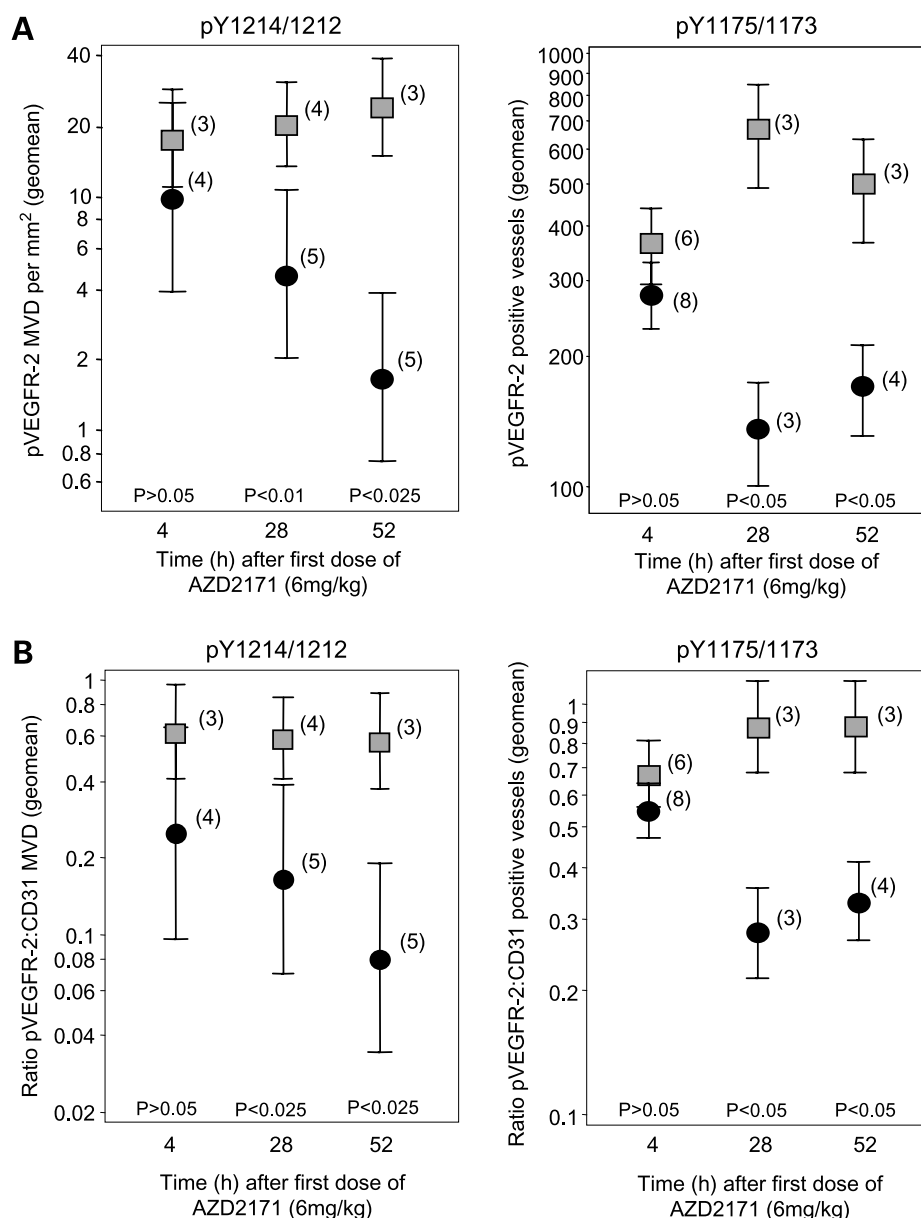 A
pY1214/1212
pVEGFR-2 MVD per mm² (geomean)
40
20
10
8
6
4
2
1
0.8
0.6
(3)
(4)
(4)
(5)
(3)
(5)
P>0.05 P<0.01 P<0.025
4 28 52
Time (h) after first dose of
AZD2171 (6mg/kg)
pY1175/1173
pVEGFR-2 positive vessels (geomean)
1000
900
800
700
600
500
400
300
200
100
(6)
(8)
(3)
(3)
(3)
(4)
P>0.05 P<0.05 P<0.05
4 28 52
Time (h) after first dose of
AZD2171 (6mg/kg)
B
pY1214/1212
Ratio pVEGFR-2:CD31 MVD (geomean)
1
0.8
0.6
0.4
0.2
0.1
0.08
0.06
0.04
0.02
(3)
(4)
(4)
(5)
(3)
(5)
P>0.05 P<0.025 P<0.025
4 28 52
Time (h) after first dose of
AZD2171 (6mg/kg)
pY1175/1173
Ratio pVEGFR-2:CD31 positive vessels (geomean)
1
0.9
0.8
0.7
0.6
0.5
0.4
0.3
0.2
0.1
(6)
(8)
(3)
(3)
(3)
(4)
P>0.05 P<0.05 P<0.05
4 28 52
Time (h) after first dose of
AZD2171 (6mg/kg)